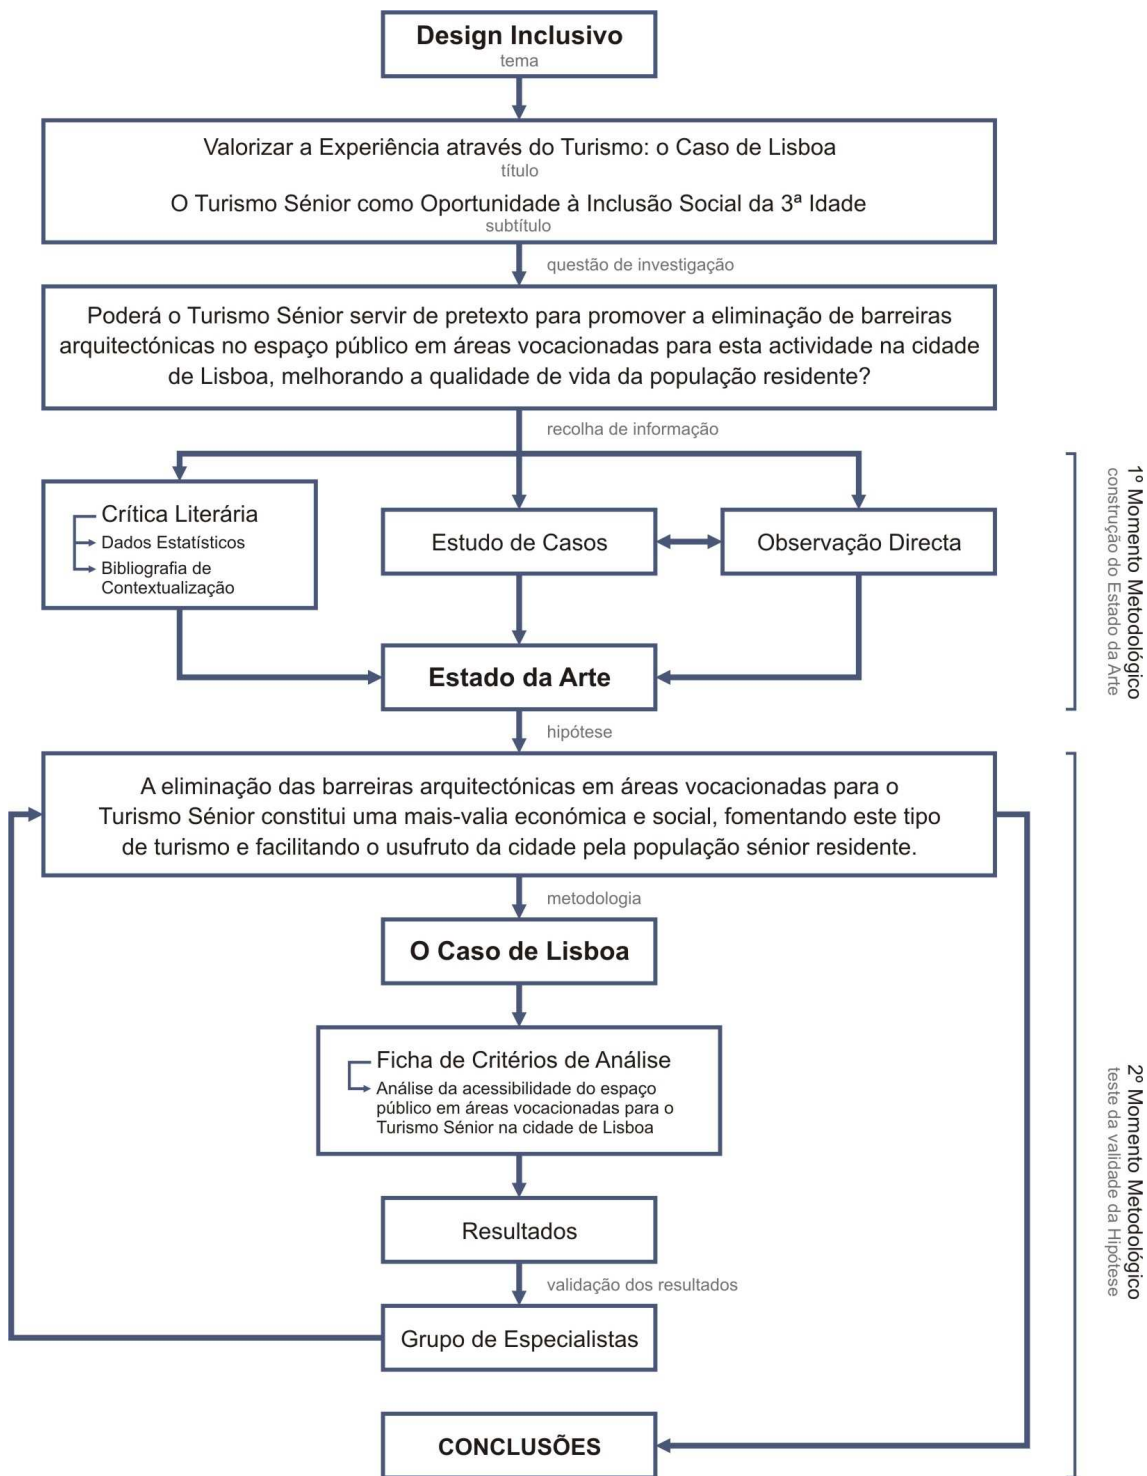 Design Inclusivo
tema
Valorizar a Experiência através do Turismo: o Caso de Lisboa
título
O Turismo Sénior como Oportunidade à Inclusão Social da 3ª Idade
subtítulo
questão de investigação
Poderá o Turismo Sénior servir de pretexto para promover a eliminação de barreiras
arquitectónicas no espaço público em áreas vocacionadas para esta actividade na cidade
de Lisboa, melhorando a qualidade de vida da população residente?
recolha de informação
Crítica Literária
Dados Estatísticos
Bibliografia de
Contextualização
Estudo de Casos
Observação Directa
Estado da Arte
1º Momento Metodológico
construção do Estado da Arte
hipótese
A eliminação das barreiras arquitectónicas em áreas vocacionadas para o
Turismo Sénior constitui uma mais-valia económica e social, fomentando este tipo
de turismo e facilitando o usufruto da cidade pela população sénior residente.
metodologia
O Caso de Lisboa
Ficha de Critérios de Análise
Análise da acessibilidade do espaço
público em áreas vocacionadas para o
Turismo Sénior na cidade de Lisboa
Resultados
validação dos resultados
Grupo de Especialistas
CONCLUSÕES
2º Momento Metodológico
teste da validade da Hipótese